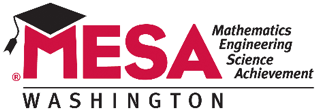 MESA
Mathematics
Engineering
Science
Achievement
®
WASHINGTON